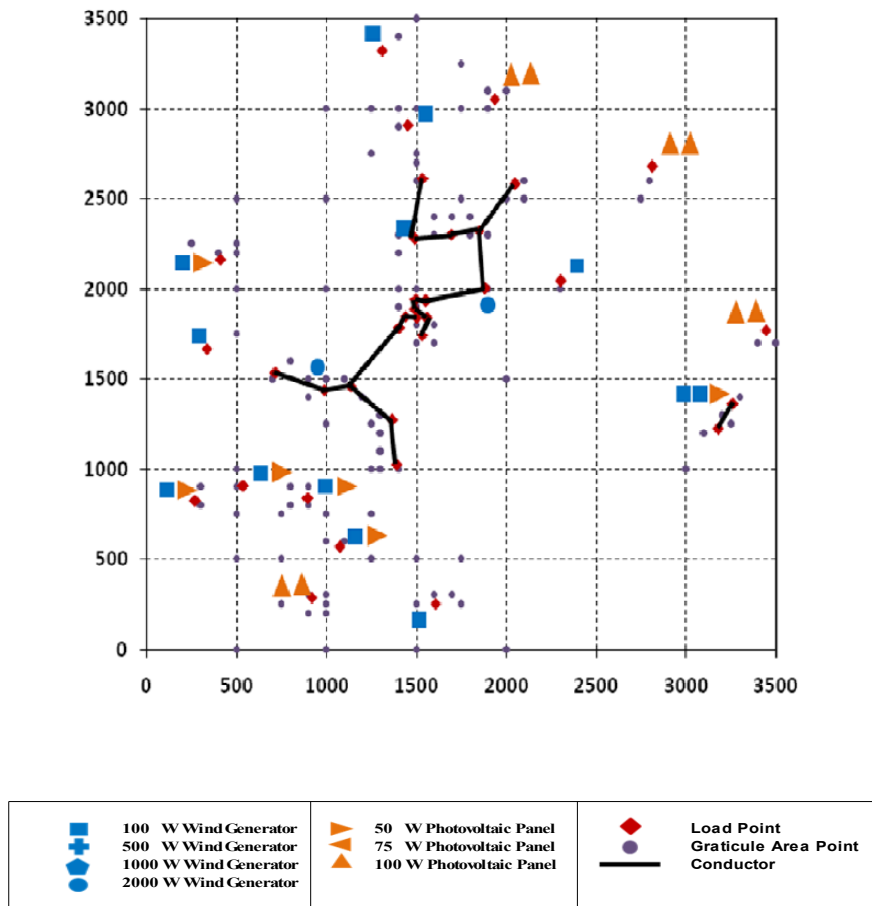 3500
3000
2500
2000
1500
1000
500
0
0 500 1000 1500 2000 2500 3000 3500
100 W Wind Generator
500 W Wind Generator
1000 W Wind Generator
2000 W Wind Generator
50 W Photovoltaic Panel
75 W Photovoltaic Panel
100 W Photovoltaic Panel
Load Point
Graticule Area Point
Conductor